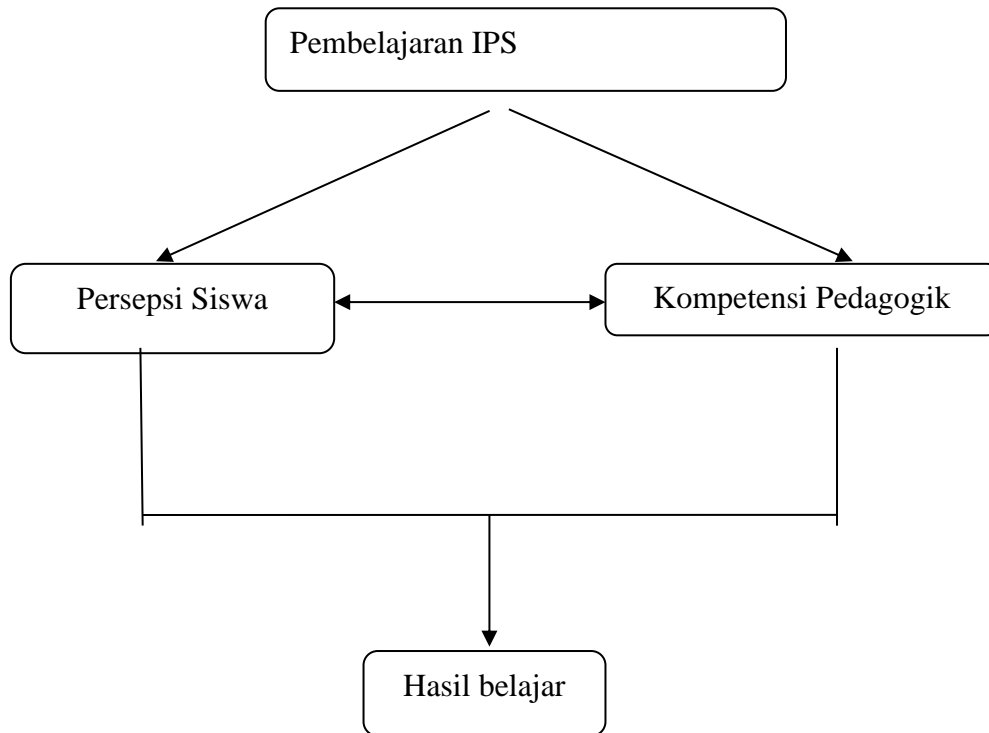 Pembelajaran IPS
Persepsi Siswa
Kompetensi Pedagogik
Hasil belajar